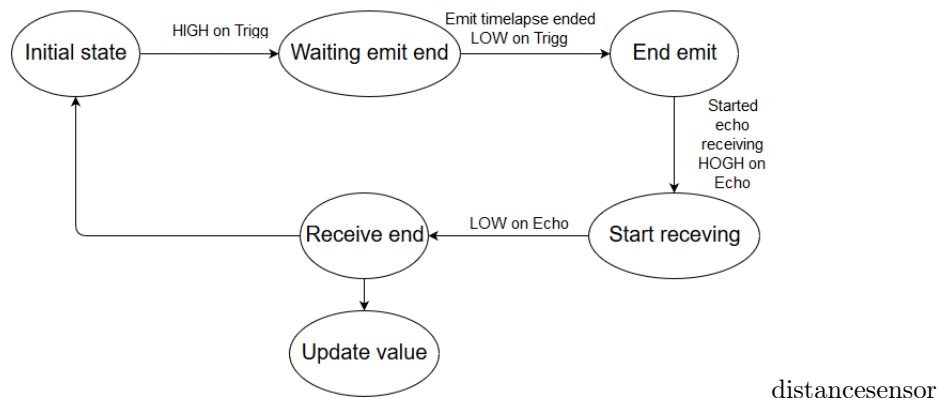 Initial state
HIGH on Trigg
Waiting emit end
Emit timelapse ended
LOW on Trigg
End emit
Started
echo
receiving
HOGH on
Echo
Start receving
LOW on Echo
Receive end
Update value
distancesensor